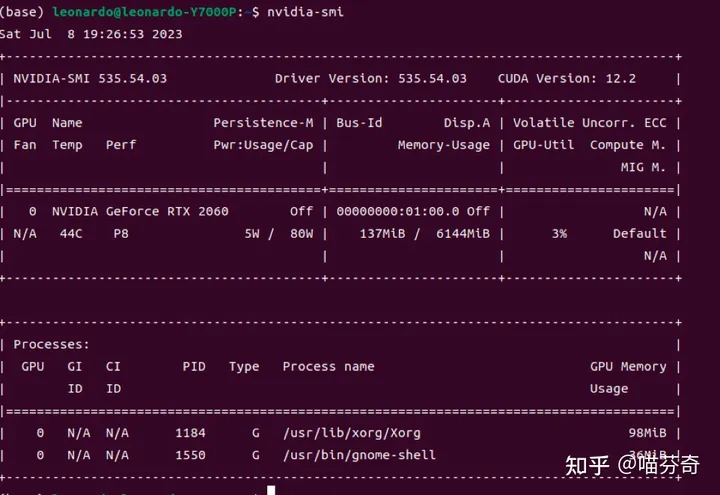 (base) leonardo@leonardo-Y7000P:~$ nvidia-smi
Sat Jul  8 19:26:53 2023
+---------------------------------------------------------------------------------------+
| NVIDIA-SMI 535.54.03              Driver Version: 535.54.03    CUDA Version: 12.2     |
|-----------------------------------------+----------------------+----------------------+
| GPU  Name                 Persistence-M | Bus-Id        Disp.A | Volatile Uncorr. ECC |
| Fan  Temp   Perf          Pwr:Usage/Cap |         Memory-Usage | GPU-Util  Compute M. |
|                                         |                      |               MIG M. |
|=========================================+======================+======================|
|   0  NVIDIA GeForce RTX 2060        Off | 00000000:01:00.0 Off |                  N/A |
| N/A   44C    P8               5W /  80W |    137MiB /  6144MiB |      3%      Default |
|                                         |                      |                  N/A |
+-----------------------------------------+----------------------+----------------------+
+---------------------------------------------------------------------------------------+
| Processes:                                                                            |
|  GPU   GI   CI        PID   Type   Process name                            GPU Memory |
|        ID   ID                                                             Usage      |
|=======================================================================================|
|    0   N/A  N/A      1184      G   /usr/lib/xorg/Xorg                           98MiB |
|    0   N/A  N/A      1550      G   /usr/bin/gnome-shell                         36MiB |
知乎 @喵芬奇
+---------------------------------------------------------------------------------------+